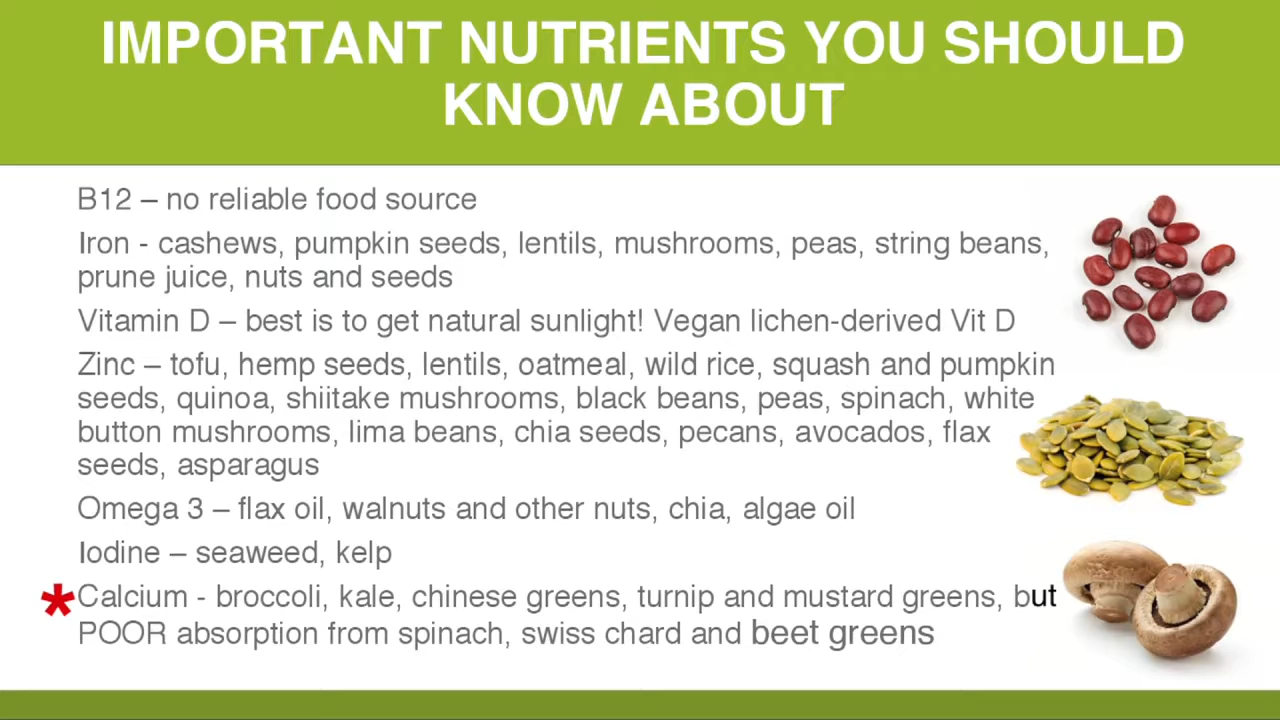 IMPORTANT NUTRIENTS YOU SHOULD
KNOW ABOUT
B12 – no reliable food source
Iron - cashews, pumpkin seeds, lentils, mushrooms, peas, string beans,
prune juice, nuts and seeds
Vitamin D – best is to get natural sunlight! Vegan lichen-derived Vit D
Zinc – tofu, hemp seeds, lentils, oatmeal, wild rice, squash and pumpkin
seeds, quinoa, shiitake mushrooms, black beans, peas, spinach, white
button mushrooms, lima beans, chia seeds, pecans, avocados, flax
seeds, asparagus
Omega 3 – flax oil, walnuts and other nuts, chia, algae oil
Iodine – seaweed, kelp
*Calcium - broccoli, kale, chinese greens, turnip and mustard greens, but
POOR absorption from spinach, swiss chard and beet greens